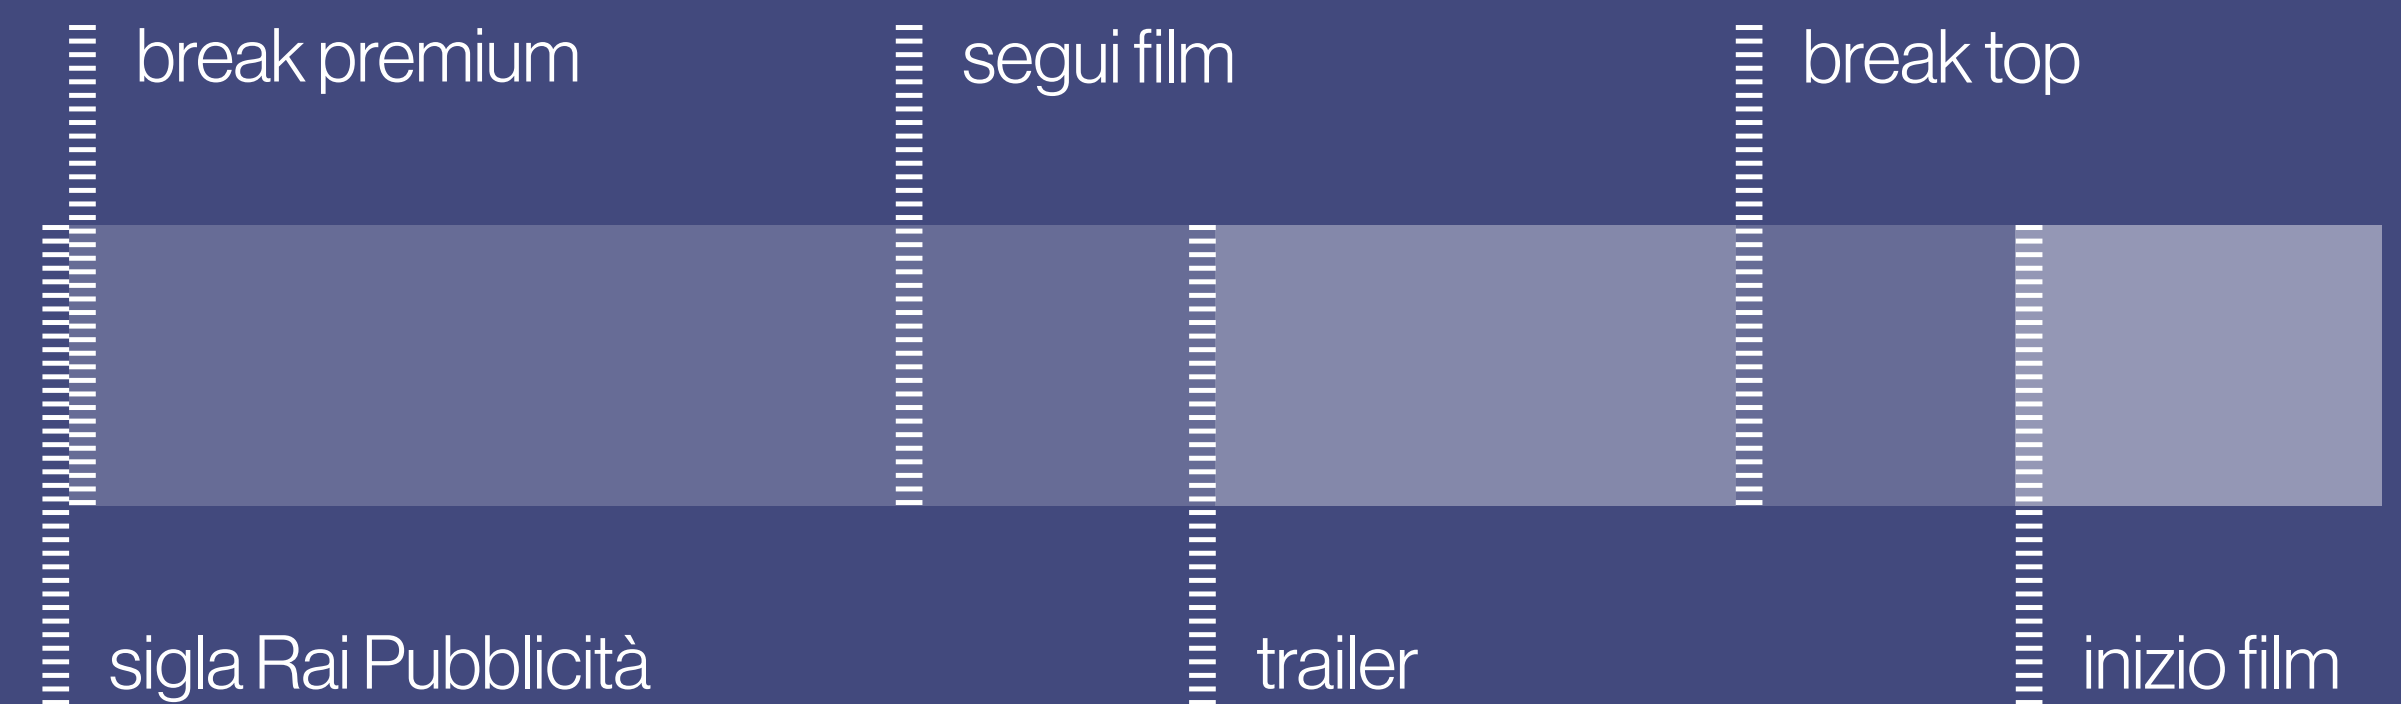 break premium
segui film
break top
sigla Rai Pubblicità
trailer
inizio film